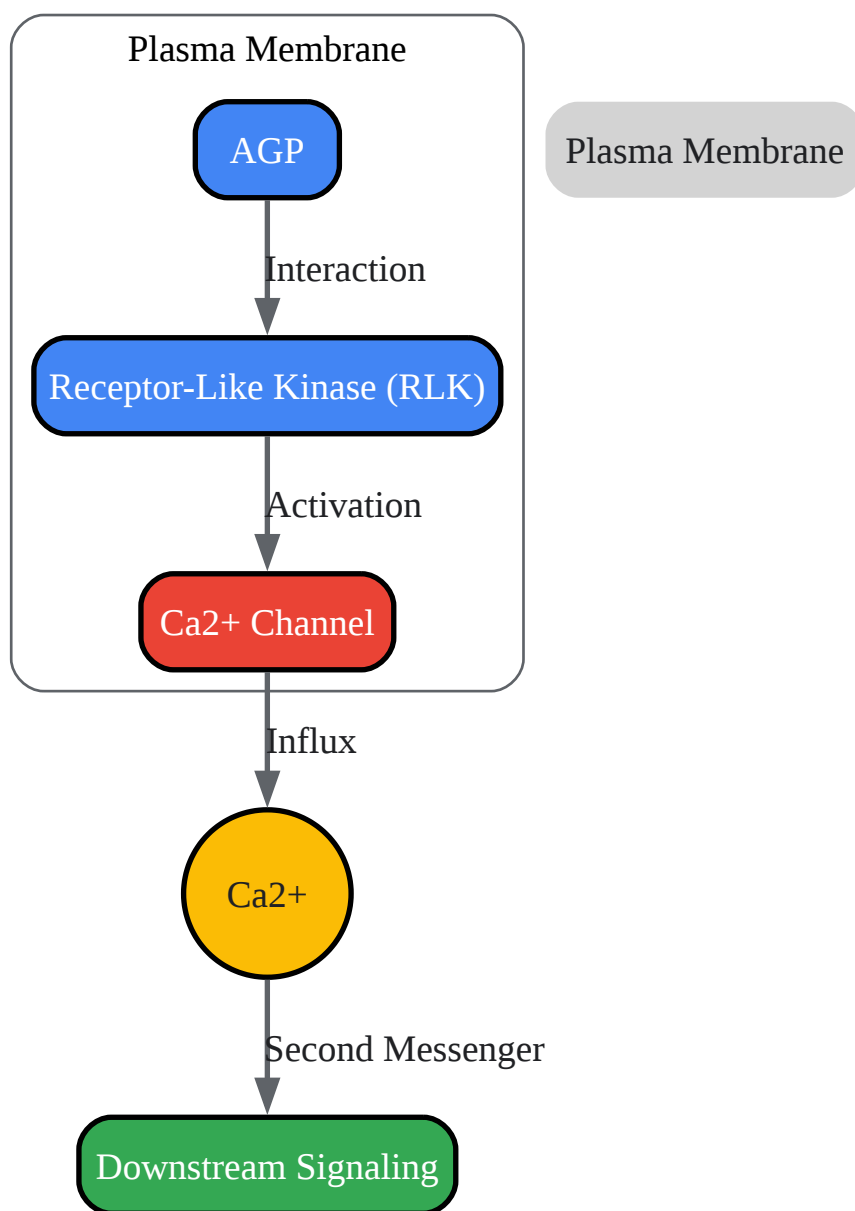 Plasma Membrane
AGP
Plasma Membrane
Interaction
Receptor-Like Kinase (RLK)
Activation
Ca2+ Channel
Influx
Ca2+
Second Messenger
Downstream Signaling